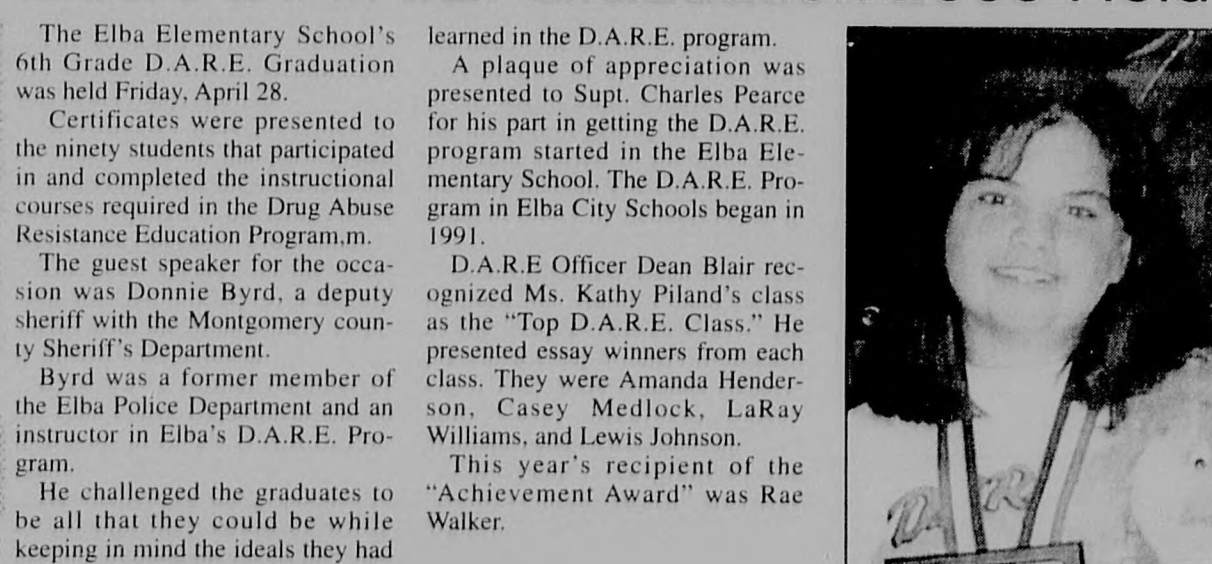 The Elba Elementary School's
6th Grade D.A.R.E. Graduation
was held Friday, April 28.
Certificates were presented to
the ninety students that participated
in and completed the instructional
courses required in the Drug Abuse
Resistance Education Program,m.
The guest speaker for the occa-
sion was Donnie Byrd, a deputy
sheriff with the Montgomery coun-
ty Sheriff's Department.
Byrd was a former member of
the Elba Police Department and an
instructor in Elba's D.A.R.E. Pro-
gram.
He challenged the graduates to
be all that they could be while
keeping in mind the ideals they had
learned in the D.A.R.E. program.
A plaque of appreciation was
presented to Supt. Charles Pearce
for his part in getting the D.A.R.E.
program started in the Elba Ele-
mentary School. The D.A.R.E. Pro-
gram in Elba City Schools began in
1991.
D.A.R.E Officer Dean Blair rec-
ognized Ms. Kathy Piland's class
as the "Top D.A.R.E. Class." He
presented essay winners from each
class. They were Amanda Hender-
son, Casey Medlock, LaRay
Williams, and Lewis Johnson.
This year's recipient of the
"Achievement Award" was Rae
Walker.